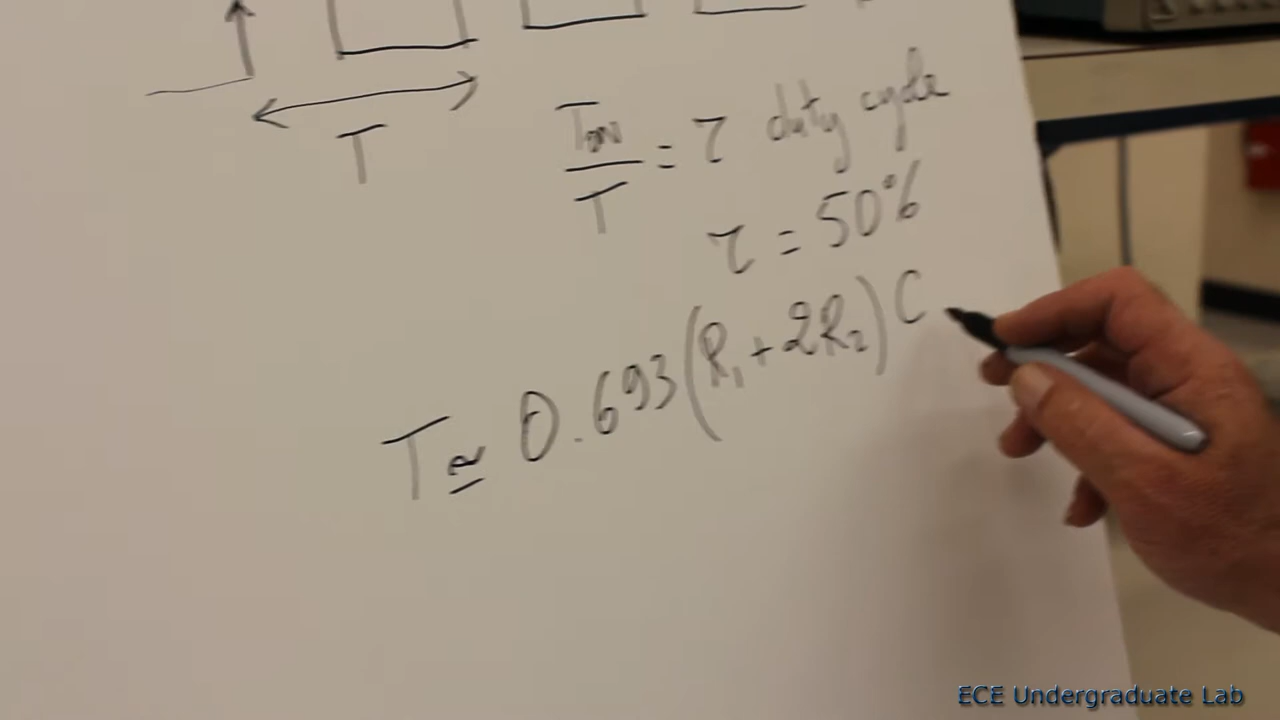 T
Ton/T = τ duty cycle
τ = 50%
T ≃ 0.693(R₁+2R₂)C
ECE Undergraduate Lab